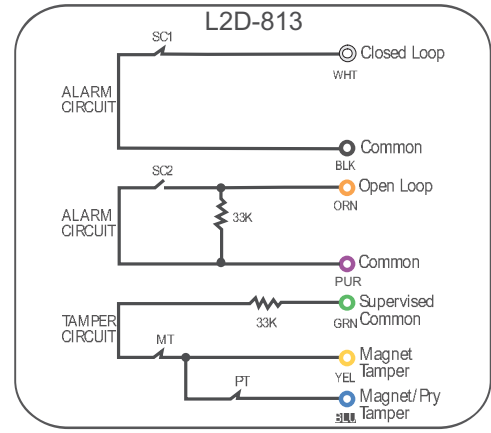 L2D-813
SC1
Closed Loop
WHT
ALARM
CIRCUIT
Common
BLK
SC2
Open Loop
ORN
ALARM
CIRCUIT
33K
Common
PUR
Supervised
Common
33K
GRN
TAMPER
CIRCUIT
MT
Magnet
Tamper
YEL
PT
Magnet/Pry
Tamper
BLU